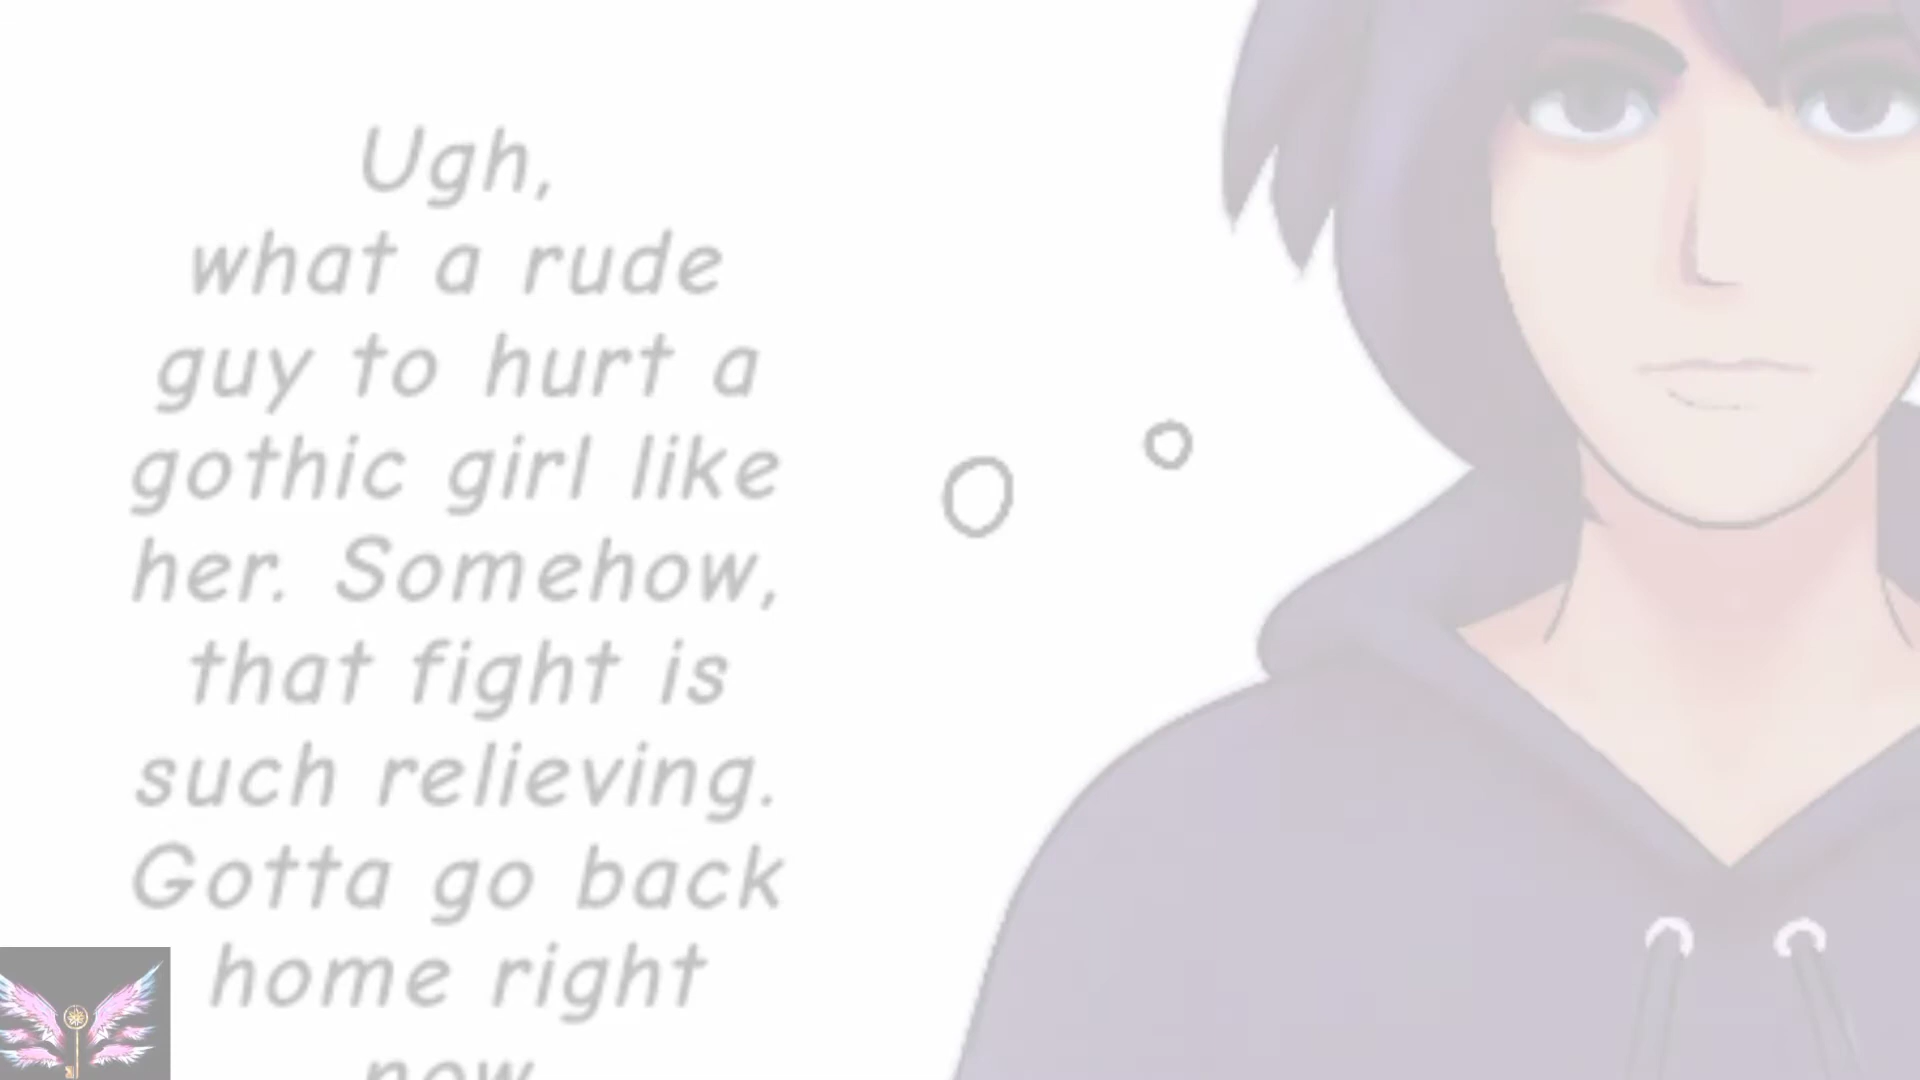 Ugh,
what a rude
guy to hurt a
gothic girl like
her. Somehow,
that fight is
such relieving.
Gotta go back
home right
now